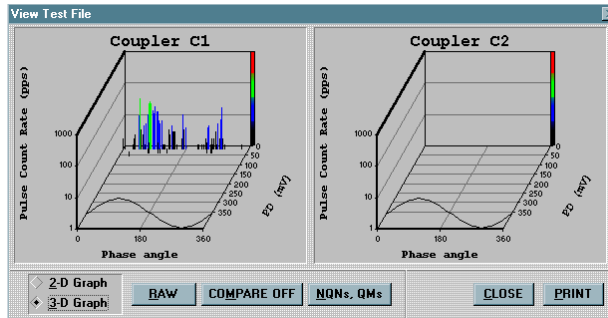 View Test File
Coupler C1
Pulse Count Rate (pps)
1000
100
10
1
0
180
360
Phase angle
0
50
100
150
200
250
300
350
PD (mV)
Coupler C2
Pulse Count Rate (pps)
1000
100
10
1
0
180
360
Phase angle
0
50
100
150
200
250
300
350
PD (mV)
2-D Graph
3-D Graph
RAW
COMPARE OFF
NQNs, QMs
CLOSE
PRINT